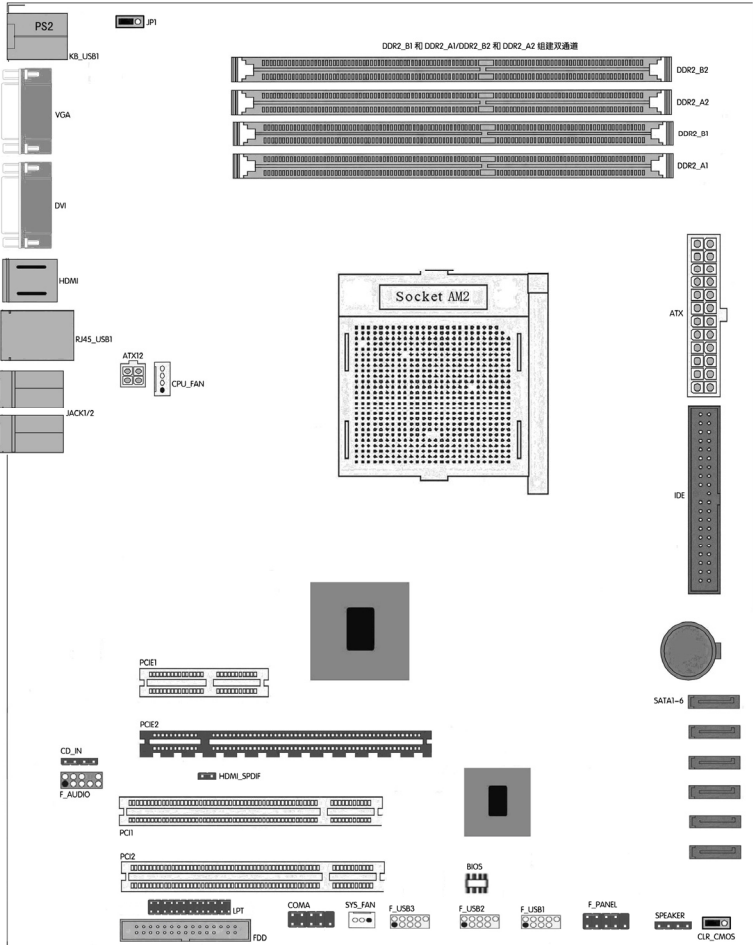 PS2
JP1
KB_USB1
DDR2_B1 和 DDR2_A1/DDR2_B2 和 DDR2_A2 组建双通道
DDR2_B2
DDR2_A2
DDR2_B1
DDR2_A1
VGA
DVI
HDMI
Socket AM2
ATX
RJ45_USB1
ATX12
CPU_FAN
JACK1/2
IDE
PCIE1
SATA1-6
PCIE2
CD_IN
HDMI_SPDIF
F_AUDIO
PCI1
PCI2
BIOS
LPT
COMA
SYS_FAN
F_USB3
F_USB2
F_USB1
F_PANEL
SPEAKER
FDD
CLR_CMOS